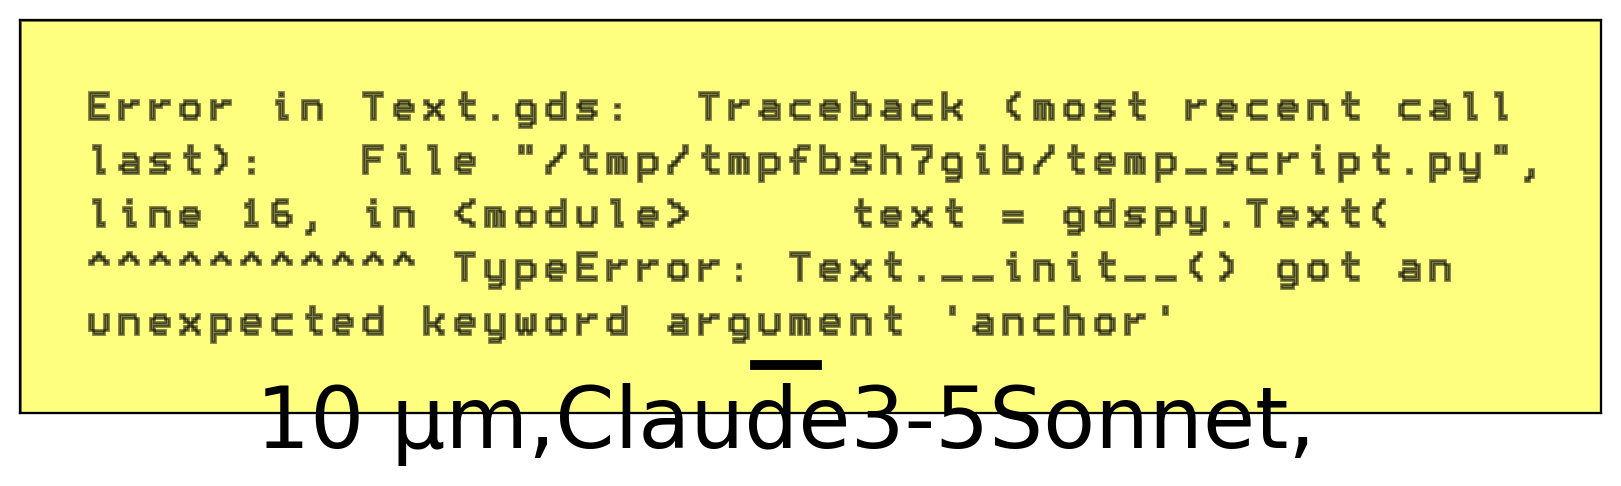 Error in Text.gds:  Traceback (most recent call
last):   File "/tmp/tmpfbsh7gib/temp_script.py",
line 16, in <module>     text = gdspy.Text(
^^^^^^^^^^^ TypeError: Text.__init__() got an
unexpected keyword argument 'anchor'
10 μm,Claude3-5Sonnet,